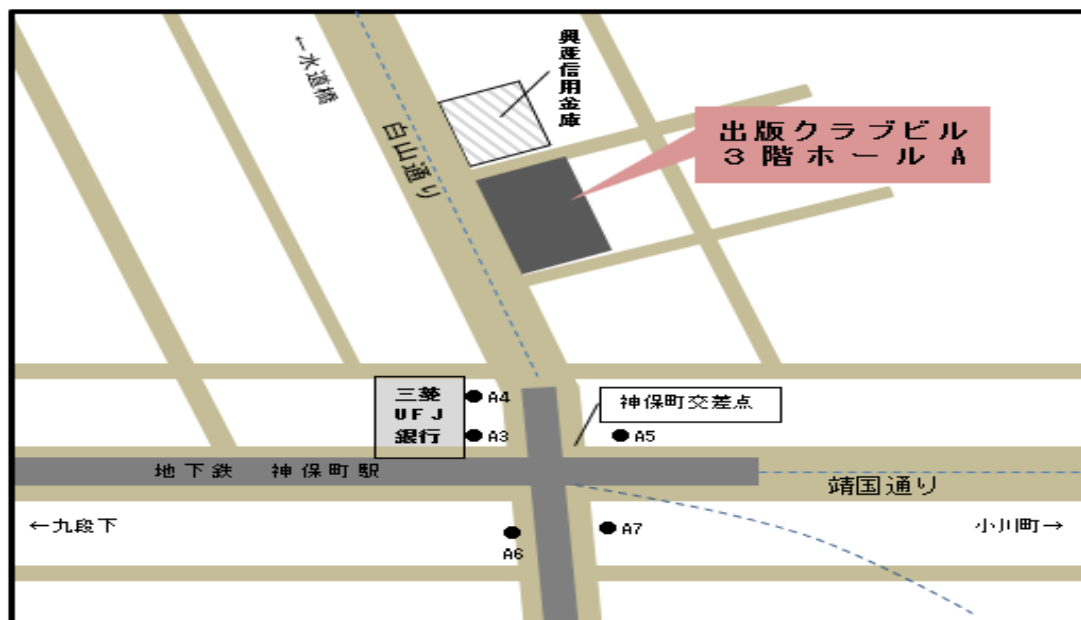 ←水道橋
興産信用金庫
白山通り
出版クラブビル
3階ホール A
三菱
UFJ
銀行
A4
A3
神保町交差点
A5
地下鉄 神保町駅
靖国通り
←九段下
A6
A7
小川町→